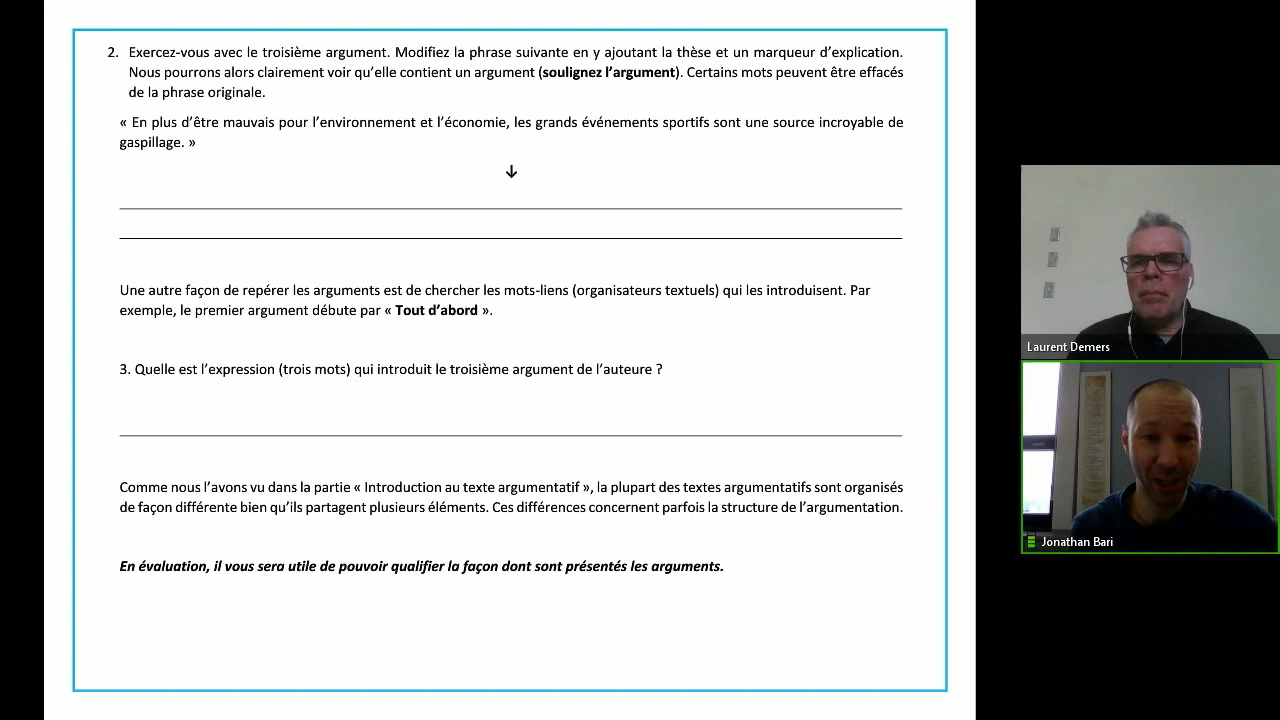 2. Exercez-vous avec le troisième argument. Modifiez la phrase suivante en y ajoutant la thèse et un marqueur d’explication.
Nous pourrons alors clairement voir qu’elle contient un argument (soulignez l’argument). Certains mots peuvent être effacés
de la phrase originale.
« En plus d’être mauvais pour l’environnement et l’économie, les grands événements sportifs sont une source incroyable de
gaspillage. »
Une autre façon de repérer les arguments est de chercher les mots-liens (organisateurs textuels) qui les introduisent. Par
exemple, le premier argument débute par « Tout d’abord ».
3. Quelle est l’expression (trois mots) qui introduit le troisième argument de l’auteure ?
Comme nous l’avons vu dans la partie « Introduction au texte argumentatif », la plupart des textes argumentatifs sont organisés
de façon différente bien qu’ils partagent plusieurs éléments. Ces différences concernent parfois la structure de l’argumentation.
En évaluation, il vous sera utile de pouvoir qualifier la façon dont sont présentés les arguments.
Laurent Demers
Jonathan Bari